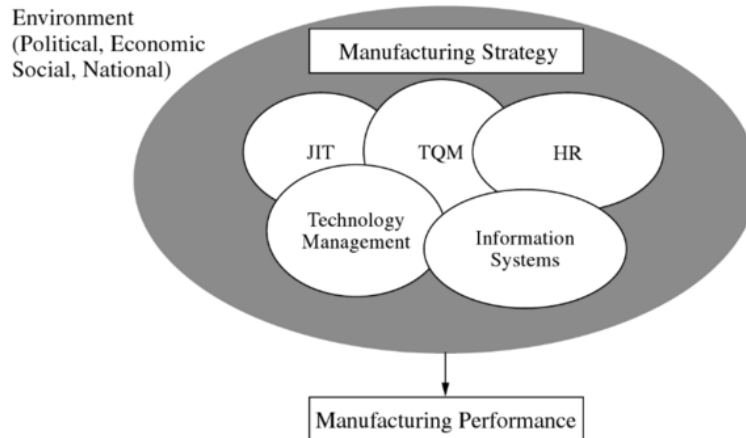 Environment
(Political, Economic
Social, National)
Manufacturing Strategy
JIT
TQM
HR
Technology
Management
Information
Systems
Manufacturing Performance